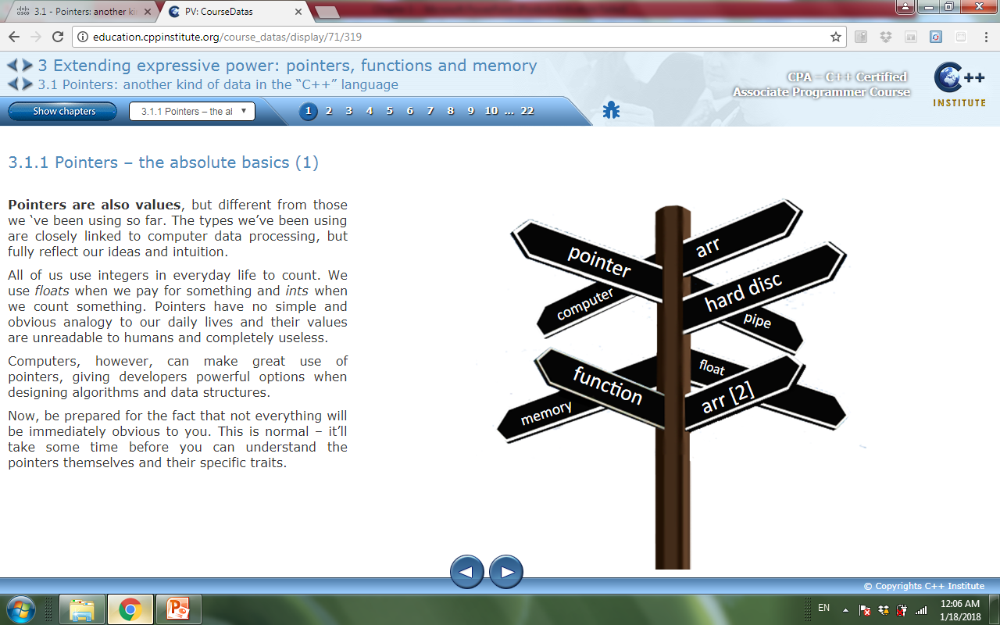 3.1 - Pointers: another ki
PV: CourseDatas
education.cppinstitute.org/course_datas/display/71/319
3 Extending expressive power: pointers, functions and memory
3.1 Pointers: another kind of data in the “C++” language
CPA – C++ Certified
Associate Programmer Course
C++
INSTITUTE
Show chapters
3.1.1 Pointers – the al
1 2 3 4 5 6 7 8 9 10 ... 22
3.1.1 Pointers – the absolute basics (1)
Pointers are also values, but different from those
we ‘ve been using so far. The types we’ve been using
are closely linked to computer data processing, but
fully reflect our ideas and intuition.
All of us use integers in everyday life to count. We
use floats when we pay for something and ints when
we count something. Pointers have no simple and
obvious analogy to our daily lives and their values
are unreadable to humans and completely useless.
Computers, however, can make great use of
pointers, giving developers powerful options when
designing algorithms and data structures.
Now, be prepared for the fact that not everything will
be immediately obvious to you. This is normal – it’ll
take some time before you can understand the
pointers themselves and their specific traits.
pointer
arr
computer
hard disc
pipe
function
float
memory
arr [2]
© Copyrights C++ Institute
EN
12:06 AM
1/18/2018